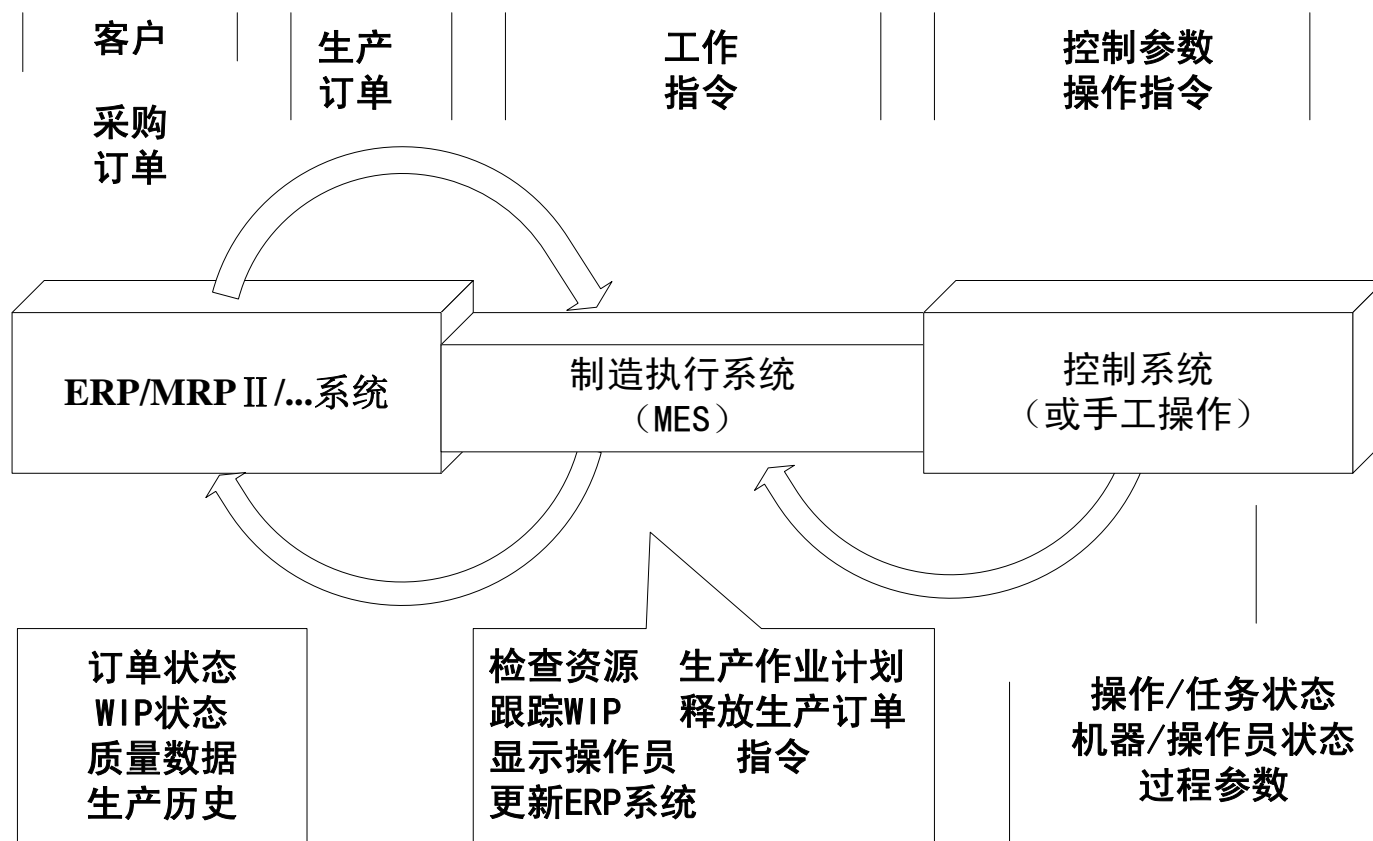 客户
采购
订单
生产
订单
工作
指令
控制参数
操作指令
ERP/MRPⅡ/...系统
制造执行系统
（MES）
控制系统
（或手工操作）
订单状态
WIP状态
质量数据
生产历史
检查资源 生产作业计划
跟踪WIP 释放生产订单
显示操作员 指令
更新ERP系统
操作/任务状态
机器/操作员状态
过程参数